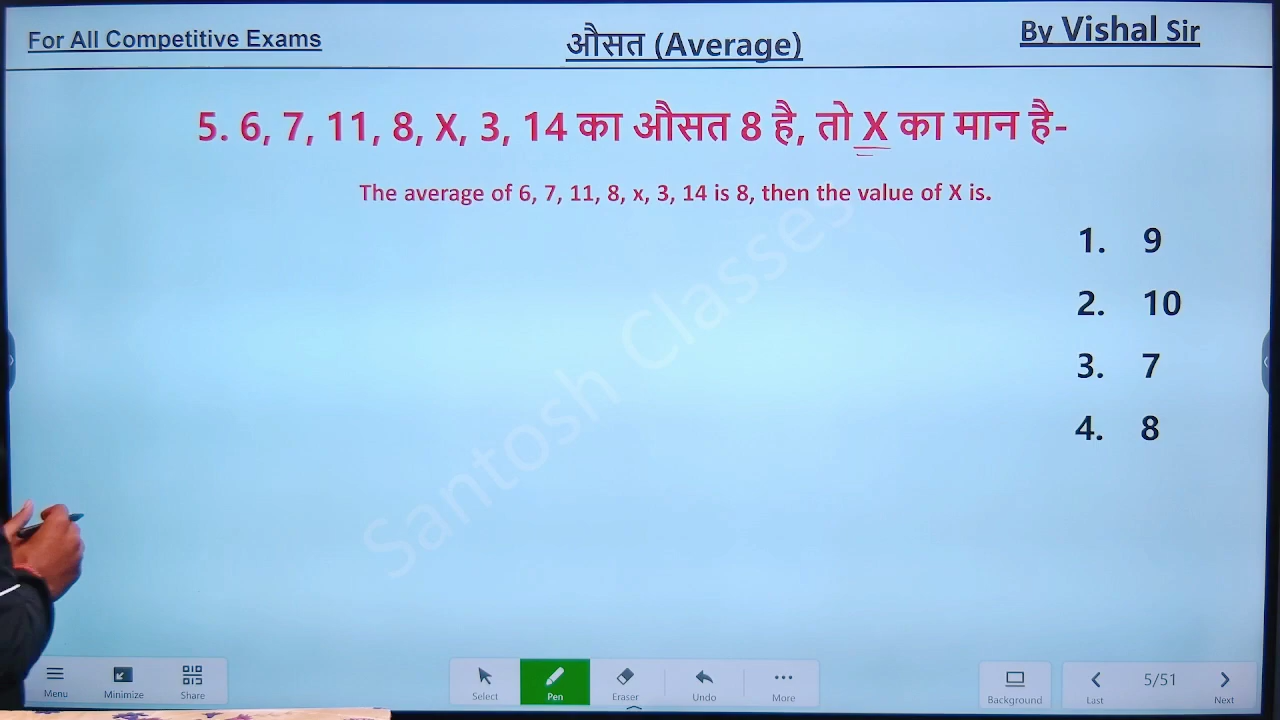 For All Competitive Exams
औसत (Average)
By Vishal Sir
5. 6, 7, 11, 8, X, 3, 14 का औसत 8 है, तो X का मान है-
The average of 6, 7, 11, 8, x, 3, 14 is 8, then the value of X is.
1. 9
2. 10
3. 7
4. 8
Santosh Classes
Menu
Minimize
Share
Select
Pen
Eraser
Undo
More
Background
Last
5/51
Next